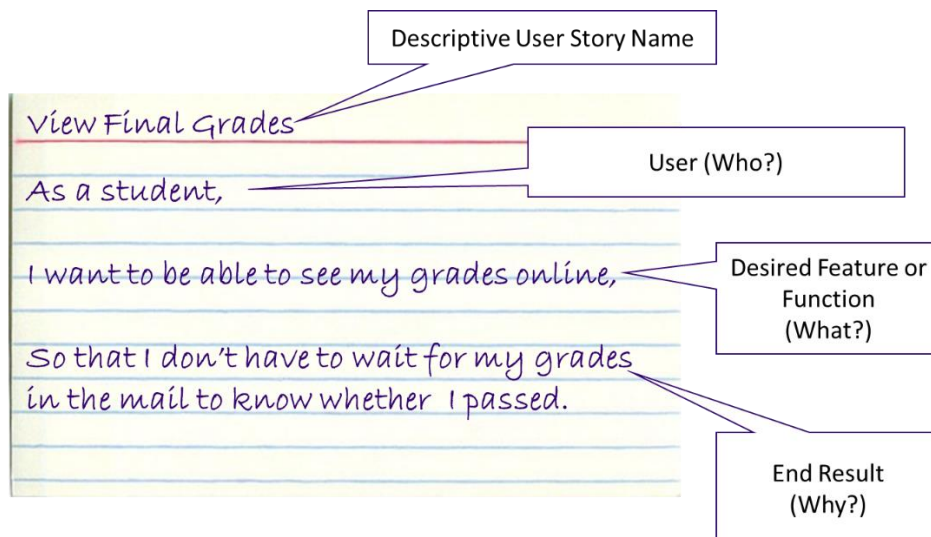 Descriptive User Story Name
View Final Grades
User (Who?)
As a student,
I want to be able to see my grades online,
Desired Feature or
Function
(What?)
So that I don't have to wait for my grades
in the mail to know whether I passed.
End Result
(Why?)